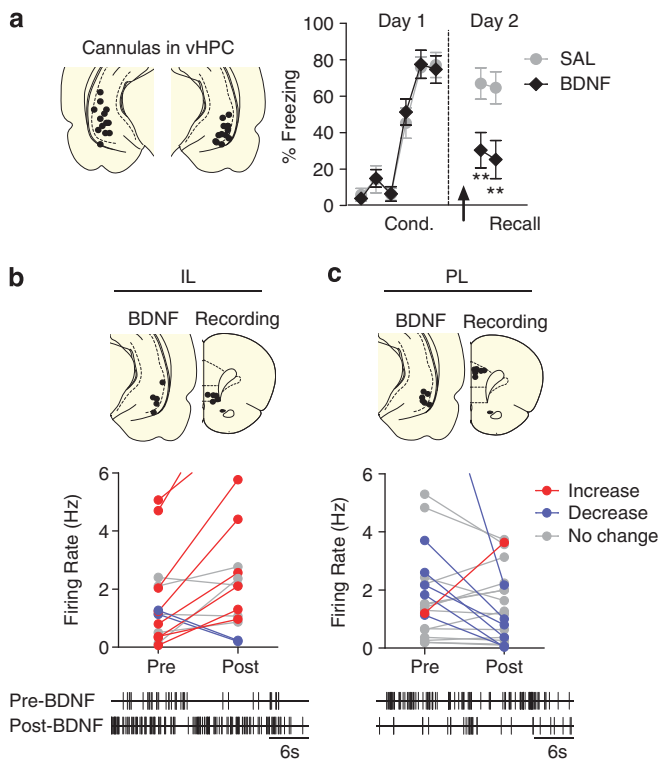 a
Cannulas in vHPC
Day 1 Day 2
% Freezing
100
80
60
40
20
0
SAL
BDNF
**
**
Cond. Recall
b
IL
BDNF Recording
Firing Rate (Hz)
6
4
2
0
Pre Post
c
PL
BDNF Recording
Firing Rate (Hz)
6
4
2
0
Pre Post
Increase
Decrease
No change
Pre-BDNF
Post-BDNF
6s
6s